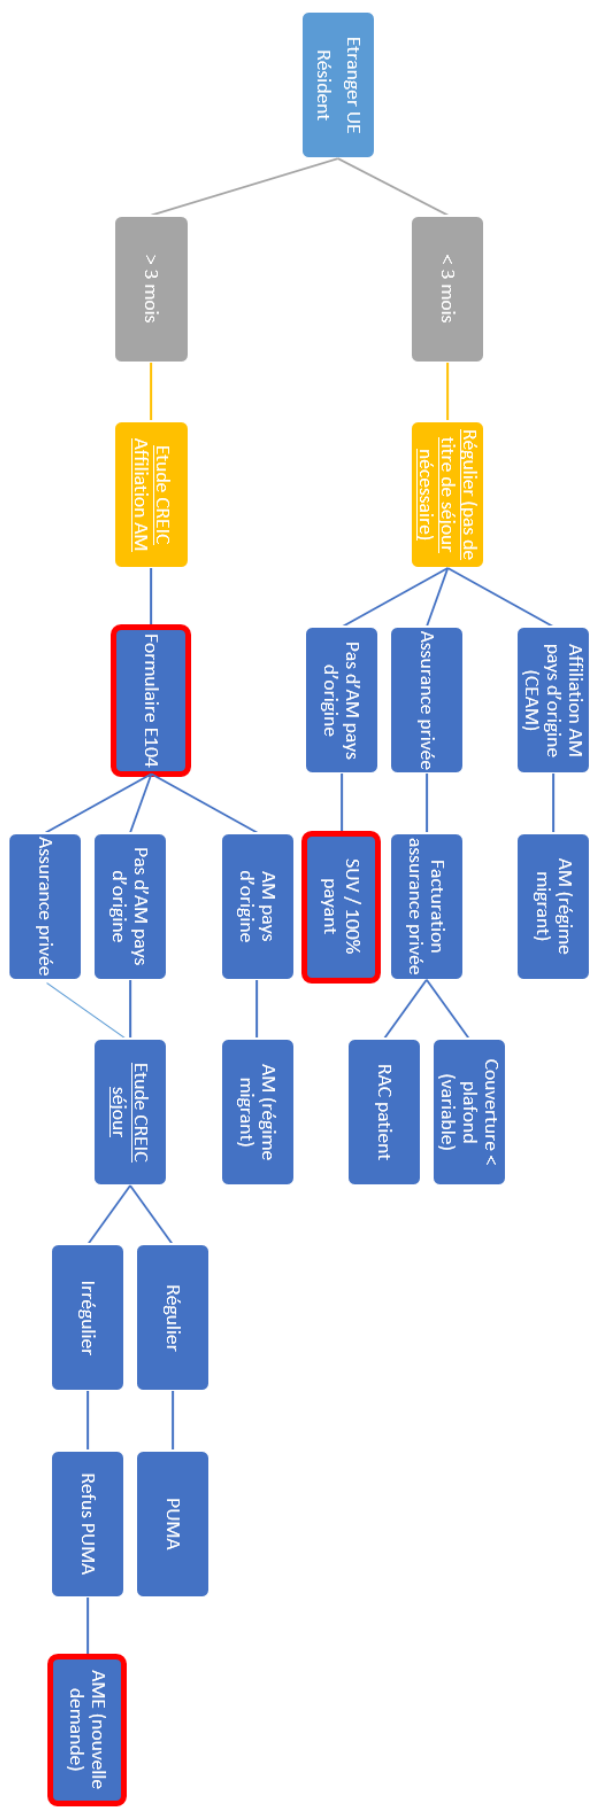 Etranger UE
Résident
< 3 mois
> 3 mois
Régulier (pas de
titre de séjour
nécessaire)
Etude CREIC
Affiliation AM
Affiliation AM
pays d'origine
(CEAM)
Assurance privée
Pas d'AM pays
d'origine
Formulaire E104
AM (régime
migrant)
Facturation
assurance privée
SUV / 100%
payant
AM pays
d'origine
Pas d'AM pays
d'origine
Assurance privée
Couverture <
plafond
(variable)
RAC patient
AM (régime
migrant)
Etude CREIC
séjour
Régulier
Irrégulier
PUMA
Refus PUMA
AME (nouvelle
demande)